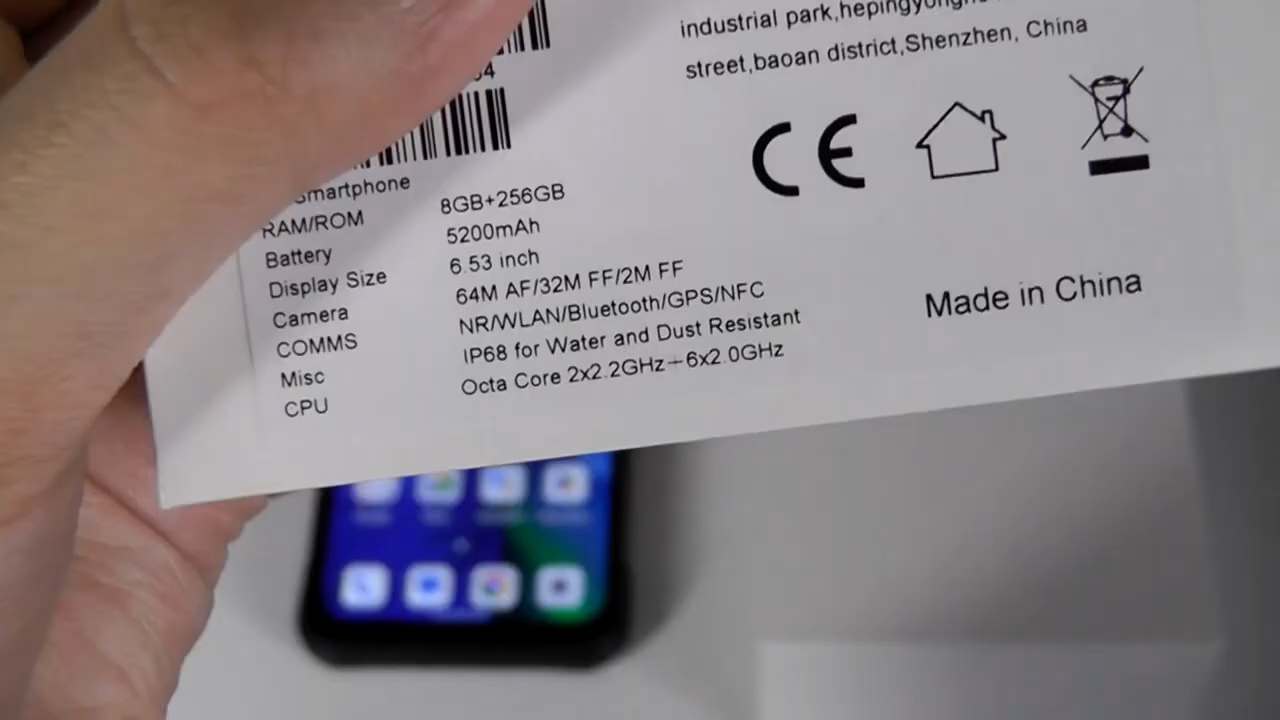 industrial park,
street,baoan district,Shenzhen, China
CE
Smartphone
RAM/ROM 8GB+256GB
Battery 5200mAh
Display Size 6.53 inch
Camera 64M AF/32M FF/2M FF
COMMS NR/WLAN/Bluetooth/GPS/NFC
Misc IP68 for Water and Dust Resistant
CPU Octa Core 2x2.2GHz+6x2.0GHz
Made in China